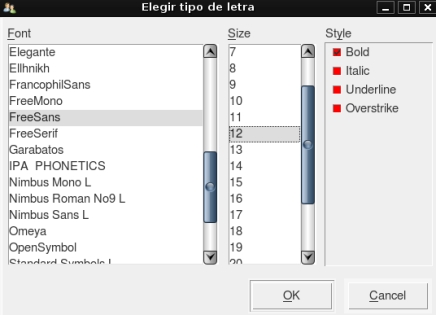 Elegir tipo de letra
Font
Elegante
Ellhnikh
FrancophilSans
FreeMono
FreeSans
FreeSerif
Garabatos
IPA PHONETICS
Nimbus Mono L
Nimbus Roman No9 L
Nimbus Sans L
Omeya
OpenSymbol
Standard Symbols L
Size
7
8
9
10
11
12
13
14
15
16
17
18
19
20
Style
Bold
Italic
Underline
Overstrike
OK
Cancel